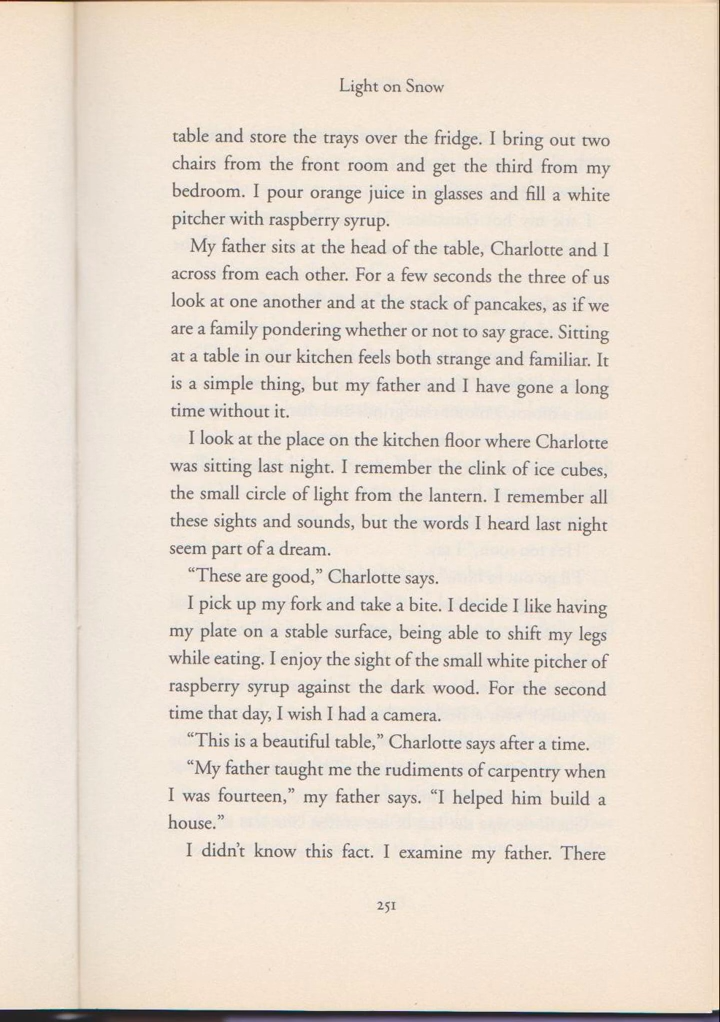 Light on Snow
table and store the trays over the fridge. I bring out two
chairs from the front room and get the third from my
bedroom. I pour orange juice in glasses and fill a white
pitcher with raspberry syrup.
My father sits at the head of the table, Charlotte and I
across from each other. For a few seconds the three of us
look at one another and at the stack of pancakes, as if we
are a family pondering whether or not to say grace. Sitting
at a table in our kitchen feels both strange and familiar. It
is a simple thing, but my father and I have gone a long
time without it.
I look at the place on the kitchen floor where Charlotte
was sitting last night. I remember the clink of ice cubes,
the small circle of light from the lantern. I remember all
these sights and sounds, but the words I heard last night
seem part of a dream.
“These are good,” Charlotte says.
I pick up my fork and take a bite. I decide I like having
my plate on a stable surface, being able to shift my legs
while eating. I enjoy the sight of the small white pitcher of
raspberry syrup against the dark wood. For the second
time that day, I wish I had a camera.
“This is a beautiful table,” Charlotte says after a time.
“My father taught me the rudiments of carpentry when
I was fourteen,” my father says. “I helped him build a
house.”
I didn’t know this fact. I examine my father. There
251